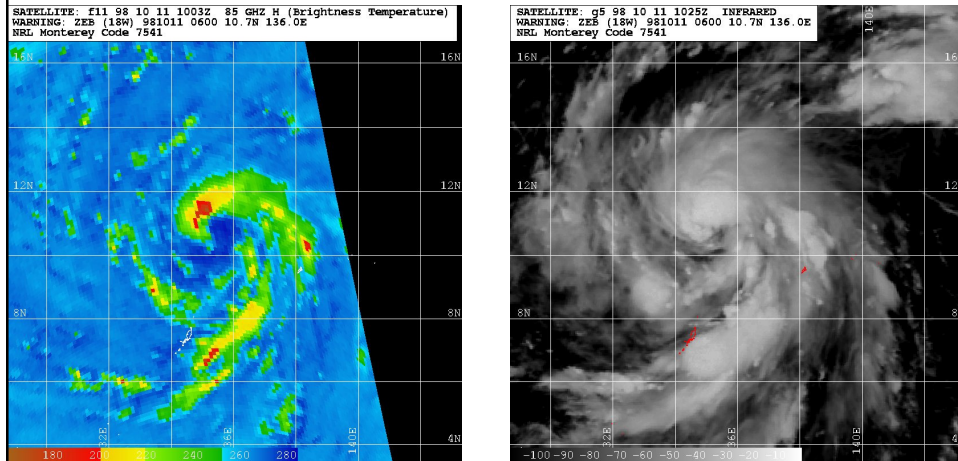 SATELLITE: f11 98 10 11 1003Z  85 GHZ H (Brightness Temperature)
WARNING: ZEB (18W) 981011 0600 10.7N 136.0E
NRL Monterey Code 7541
16N
12N
8N
4N
32E
36E
140E
180 200 220 240 260 280
SATELLITE: g5 98 10 11 1025Z  INFRARED
WARNING: ZEB (18W) 981011 0600 10.7N 136.0E
NRL Monterey Code 7541
140E
16N
16
12N
12
8N
8
4
32E
36E
140E
-100 -90 -80 -70 -60 -50 -40 -30 -20 -10